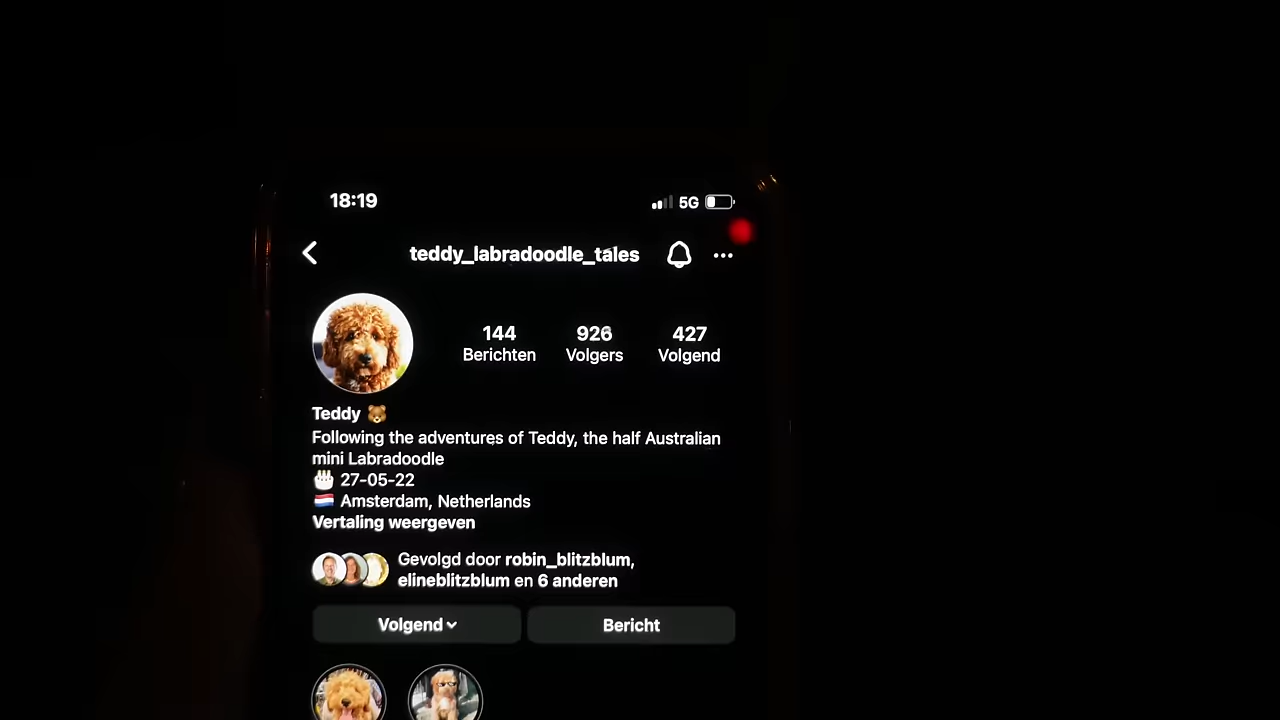 18:19
5G
teddy_labradoodle_tales
144
926
427
Berichten
Volgers
Volgend
Teddy 🐻
Following the adventures of Teddy, the half Australian
mini Labradoodle
🎂 27-05-22
🇳🇱 Amsterdam, Netherlands
Vertaling weergeven
Gevolgd door robin_blitzblum,
elineblitzblum en 6 anderen
Volgend
Bericht